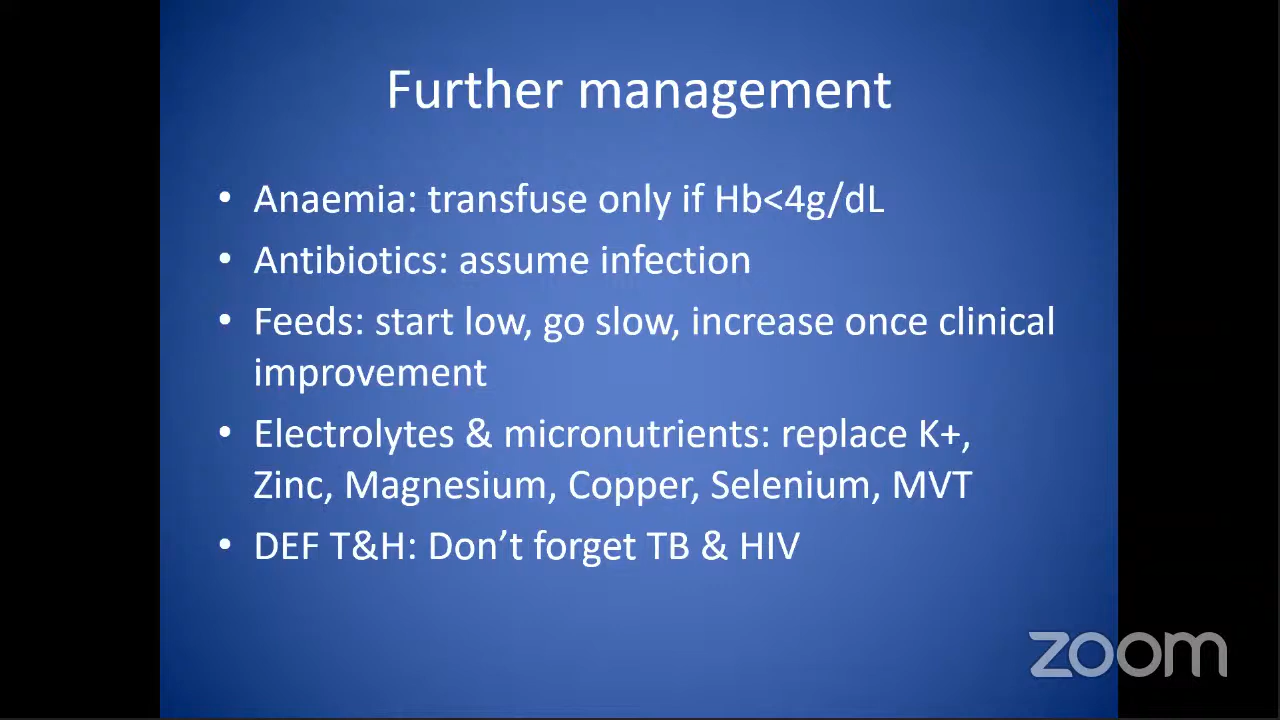 Further management
• Anaemia: transfuse only if Hb<4g/dL
• Antibiotics: assume infection
• Feeds: start low, go slow, increase once clinical
improvement
• Electrolytes & micronutrients: replace K+,
Zinc, Magnesium, Copper, Selenium, MVT
• DEF T&H: Don’t forget TB & HIV
zoom